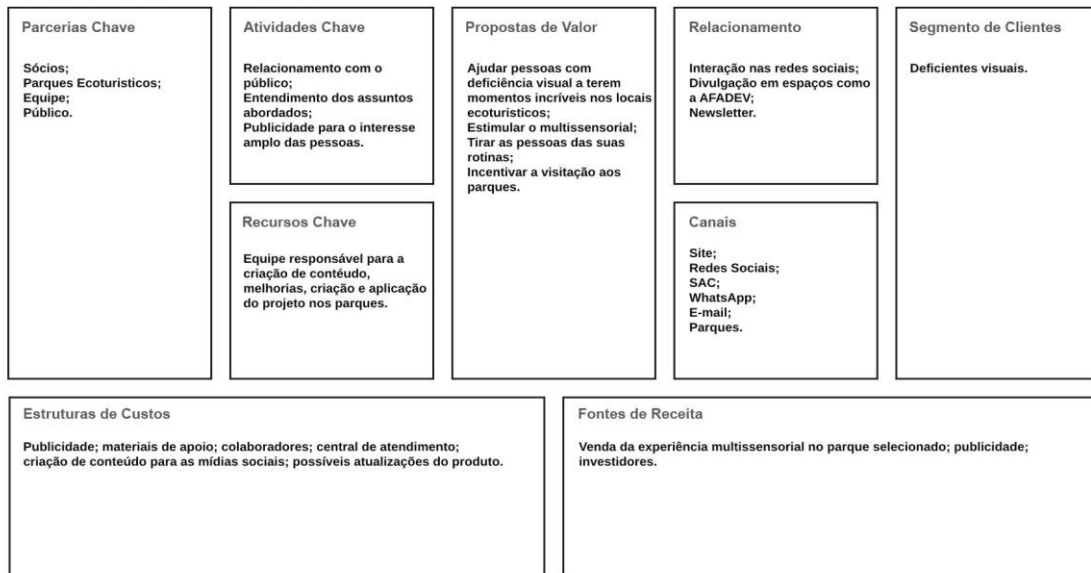 Parcerias Chave
Sócios;
Parques Ecoturisticos;
Equipe;
Público.
Atividades Chave
Relacionamento com o
público;
Entendimento dos assuntos
abordados;
Publicidade para o interesse
amplo das pessoas.
Recursos Chave
Equipe responsável para a
criação de contéudo,
melhorias, criação e aplicação
do projeto nos parques.
Propostas de Valor
Ajudar pessoas com
deficiência visual a terem
momentos incríveis nos locais
ecoturisticos;
Estimular o multissensorial;
Tirar as pessoas das suas
rotinas;
Incentivar a visitação aos
parques.
Relacionamento
Interação nas redes sociais;
Divulgação em espaços como
a AFADEV;
Newsletter.
Canais
Site;
Redes Sociais;
SAC;
WhatsApp;
E-mail;
Parques.
Segmento de Clientes
Deficientes visuais.
Estruturas de Custos
Publicidade; materiais de apoio; colaboradores; central de atendimento;
criação de conteúdo para as mídias sociais; possíveis atualizações do produto.
Fontes de Receita
Venda da experiência multissensorial no parque selecionado; publicidade;
investidores.